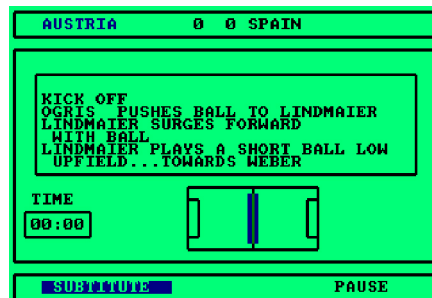 AUSTRIA 0 0 SPAIN
KICK OFF
OGRIS PUSHES BALL TO LINDMAIER
LINDMAIER SURGES FORWARD
WITH BALL
LINDMAIER PLAYS A SHORT BALL LOW
UPFIELD...TOWARDS WEBER
TIME
00:00
SUBTITUTE PAUSE